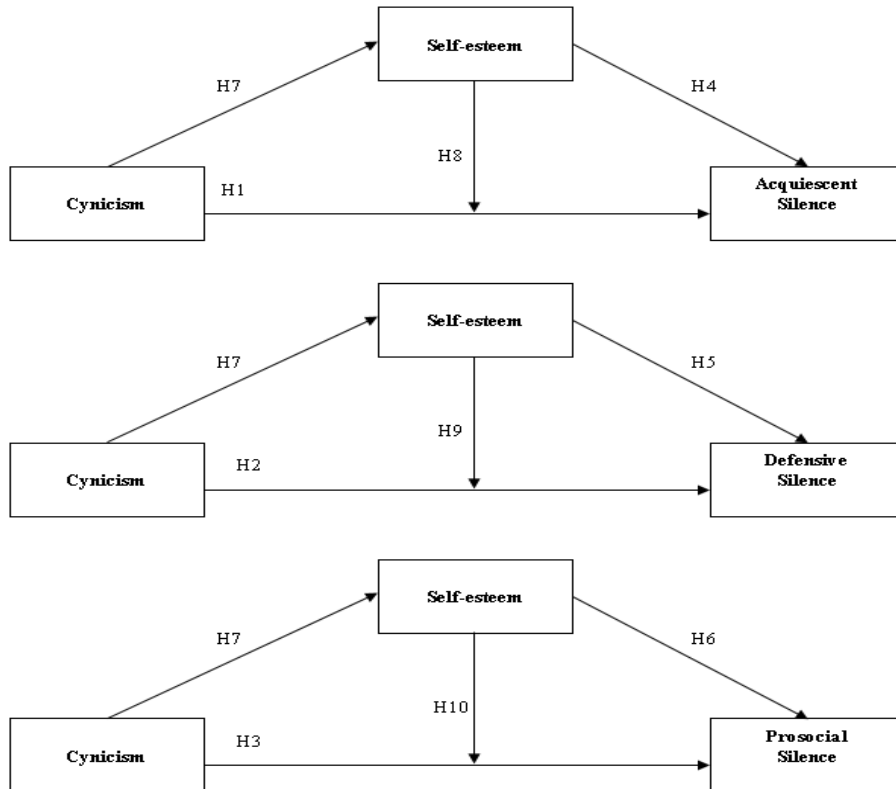 Self-esteem
H7
H4
H8
Cynicism
H1
Acquiescent
Silence
Self-esteem
H7
H5
H9
Cynicism
H2
Defensive
Silence
Self-esteem
H7
H6
H10
Cynicism
H3
Prosocial
Silence